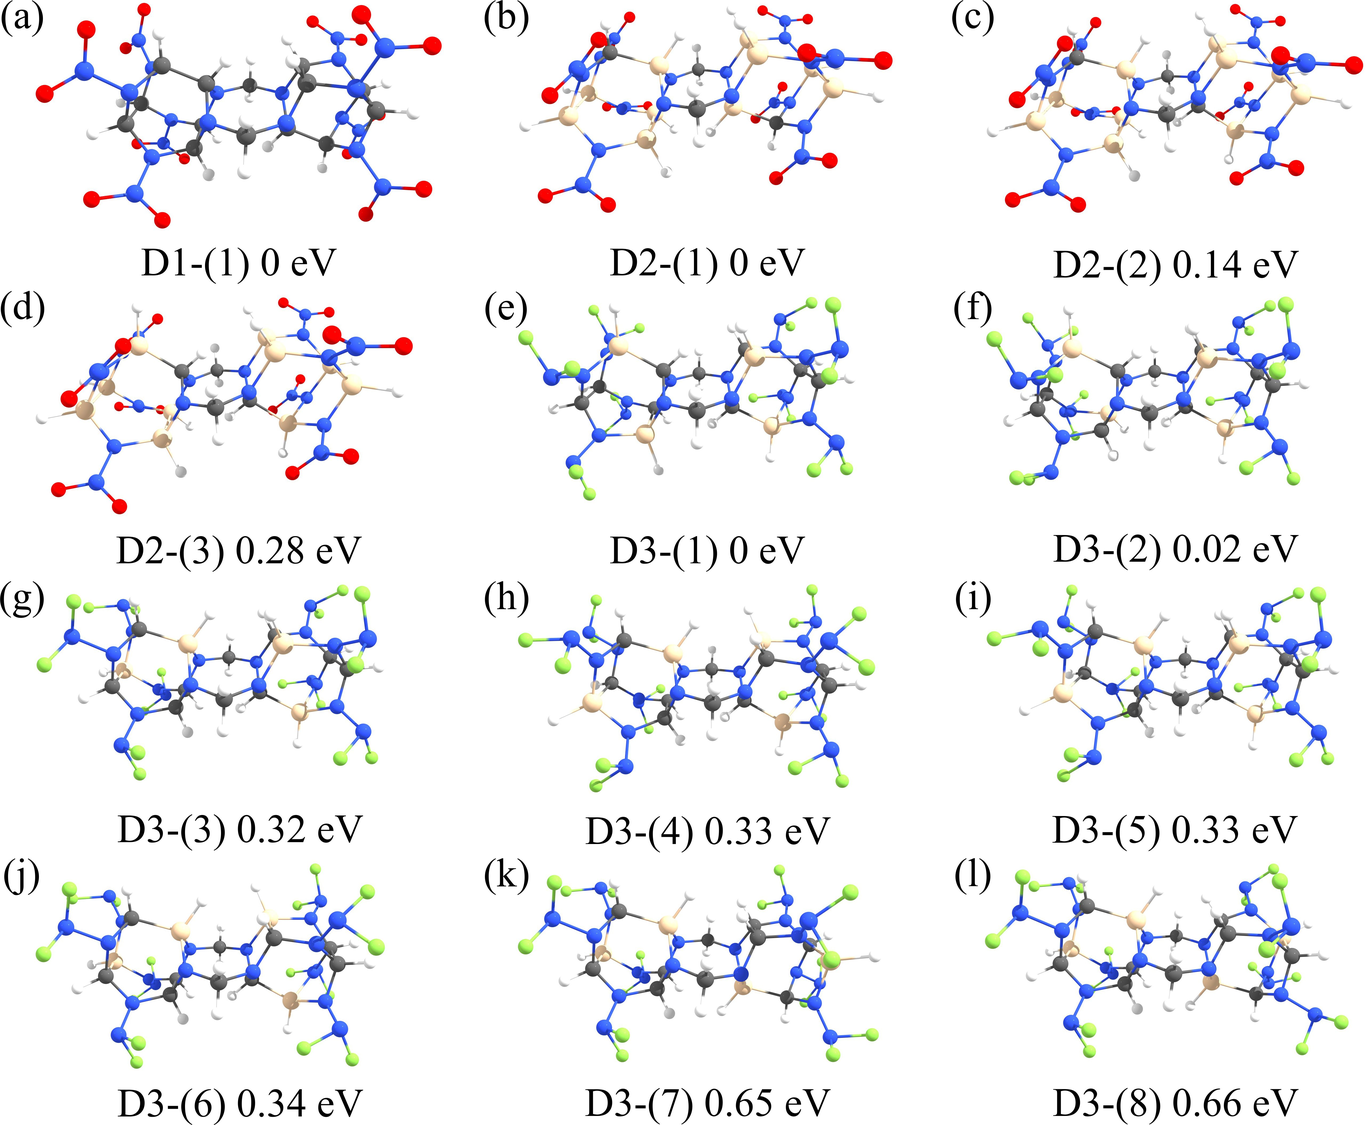 (a)
(b)
(c)
D1-(1) 0 eV
D2-(1) 0 eV
D2-(2) 0.14 eV
(d)
(e)
(f)
D2-(3) 0.28 eV
D3-(1) 0 eV
D3-(2) 0.02 eV
(g)
(h)
(i)
D3-(3) 0.32 eV
D3-(4) 0.33 eV
D3-(5) 0.33 eV
(j)
(k)
(l)
D3-(6) 0.34 eV
D3-(7) 0.65 eV
D3-(8) 0.66 eV